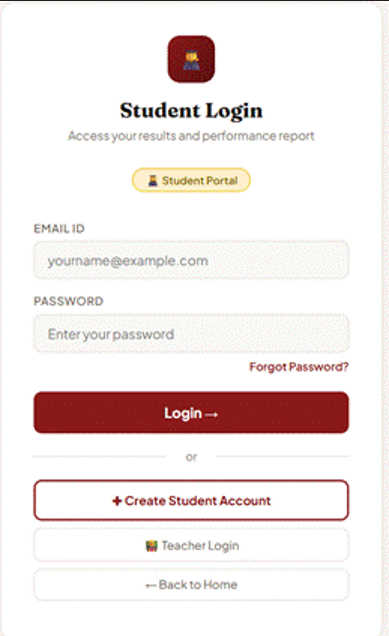 Student Login
Access your results and performance report
Student Portal
EMAIL ID
yourname@example.com
PASSWORD
Enter your password
Forgot Password?
Login →
or
+ Create Student Account
Teacher Login
← Back to Home